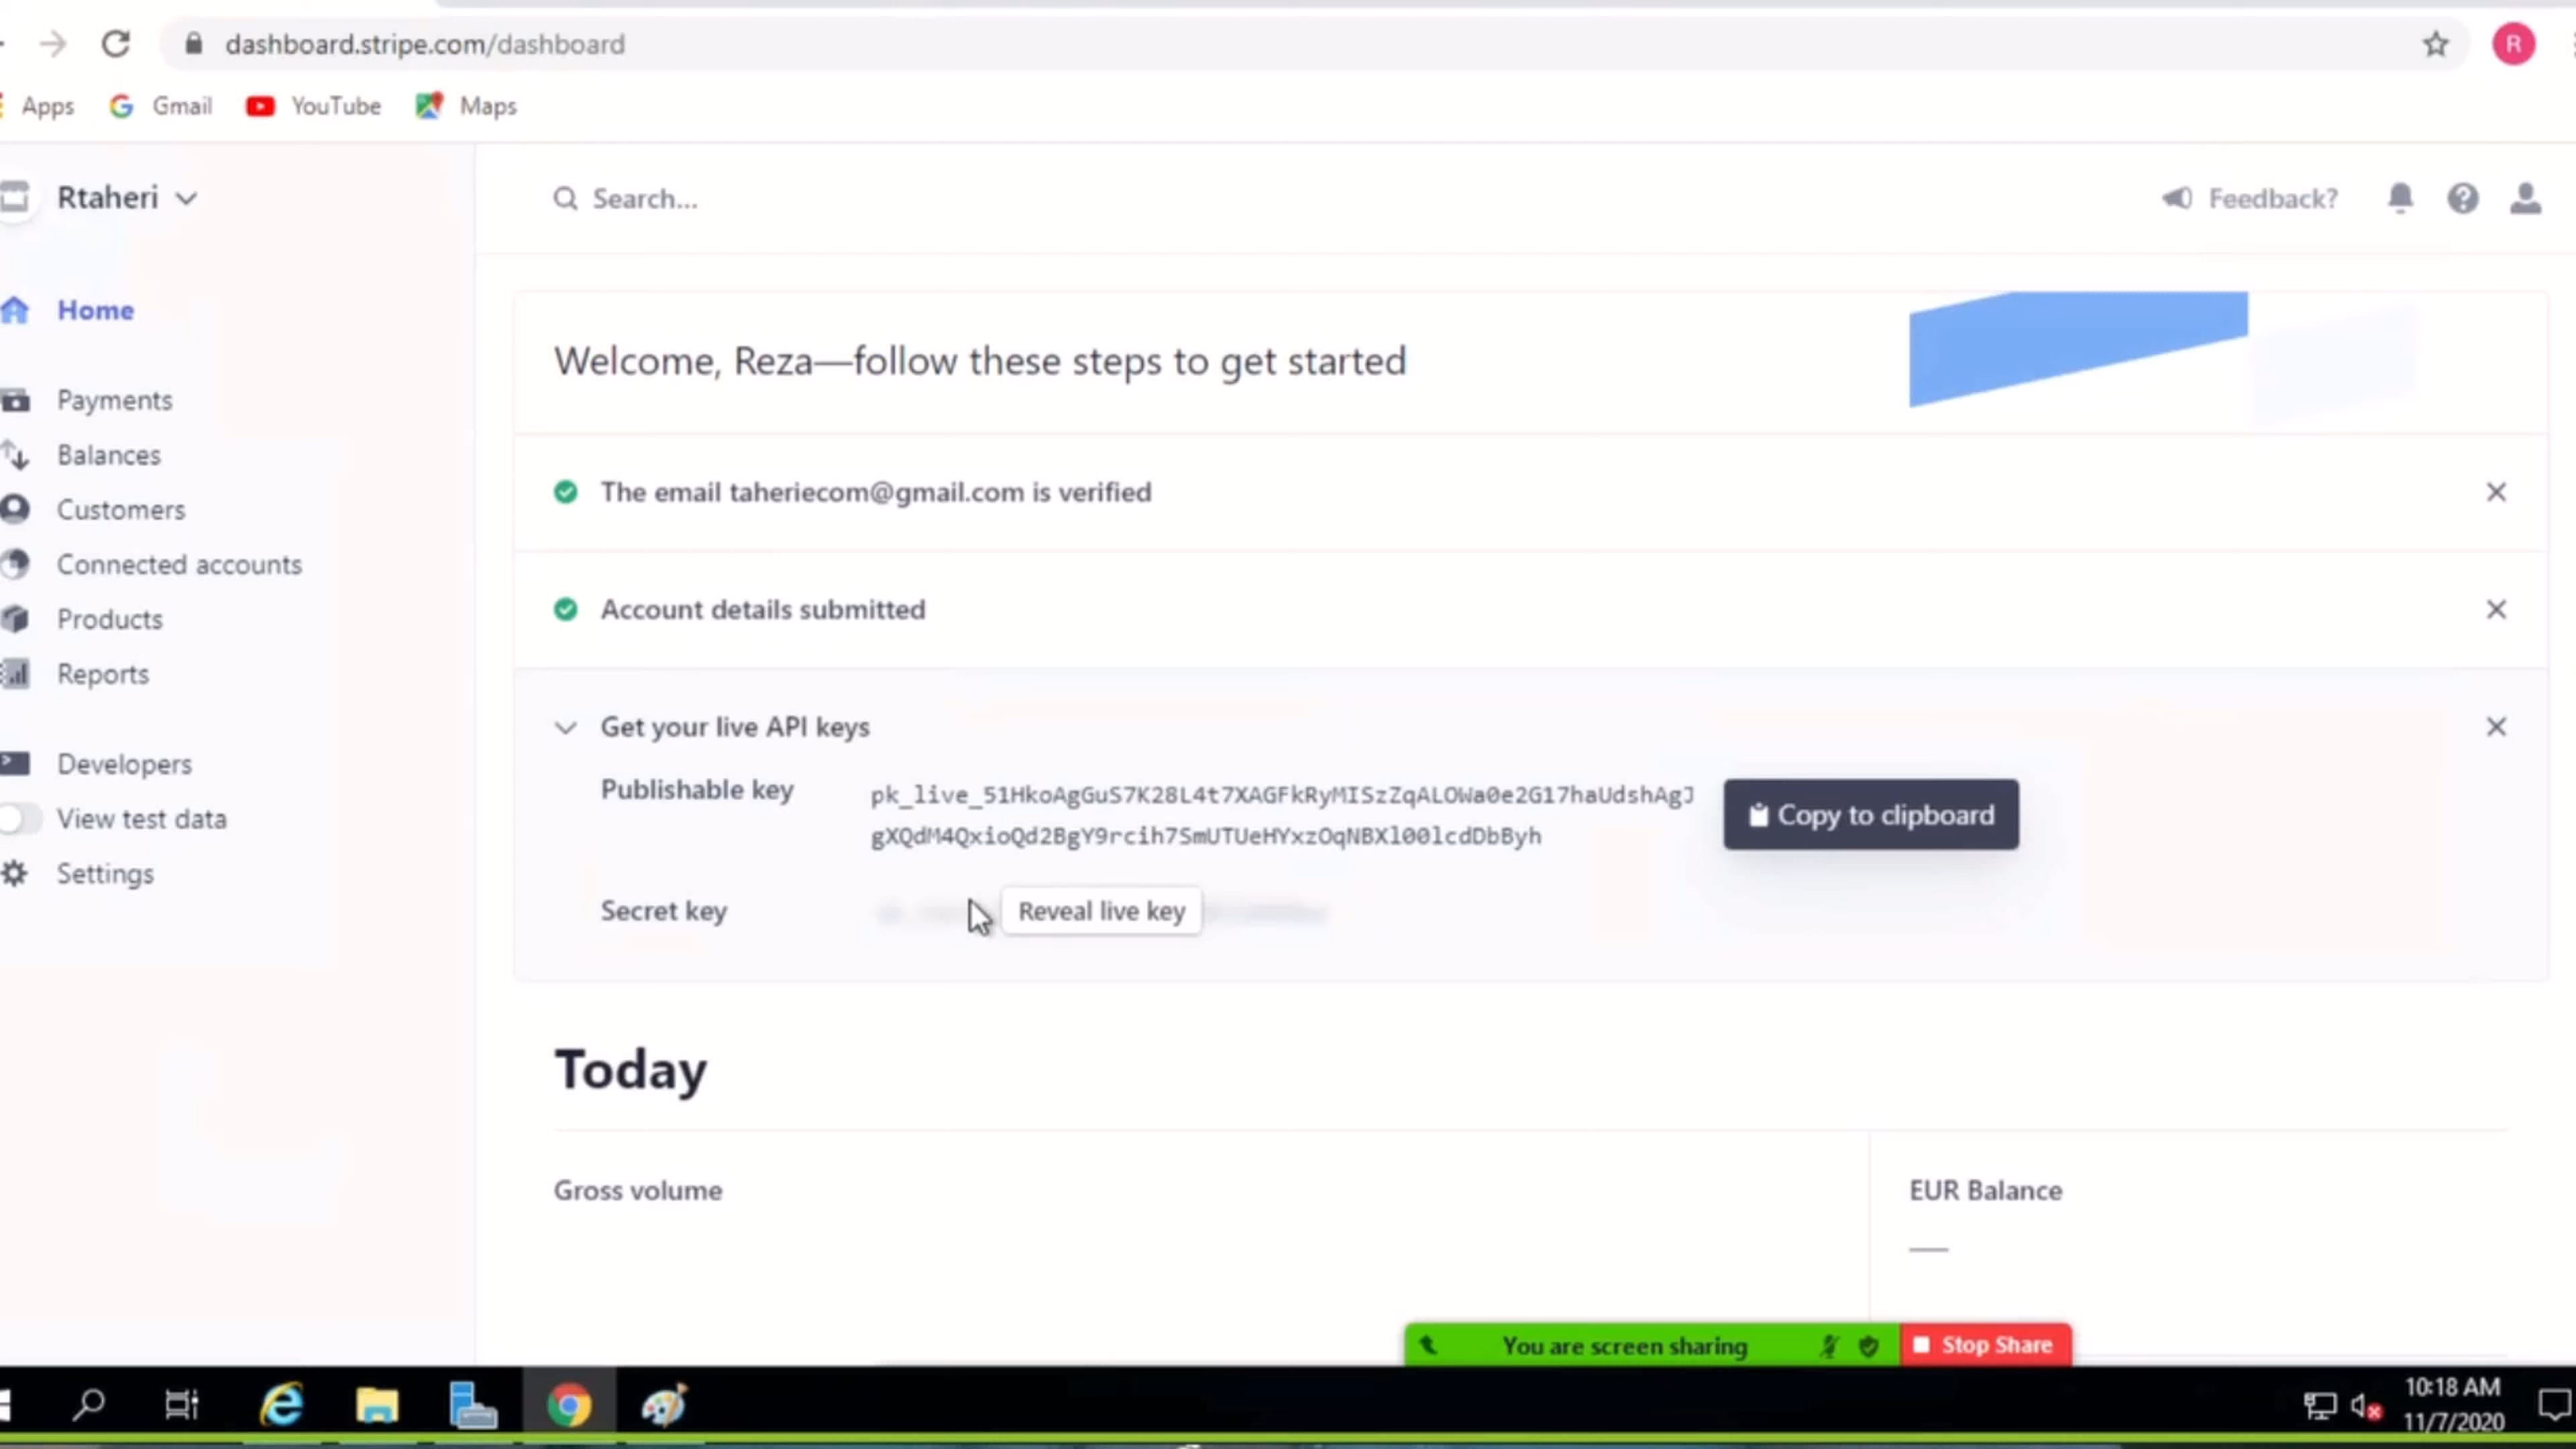 dashboard.stripe.com/dashboard
R
Apps
Gmail
YouTube
Maps
Rtaheri
Search...
Feedback?
Home
Payments
Balances
Customers
Connected accounts
Products
Reports
Developers
View test data
Settings
Welcome, Reza—follow these steps to get started
The email taheriecom@gmail.com is verified
Account details submitted
Get your live API keys
Publishable key
pk_live_51HkoAgGuS7K28L4t7XAGFkRyMISzZqALOWa0e2G17haUdshAgJ
gXQdM4QxioQd2BgY9rcih7SmUTUeHYxzOqNBXl00lcdDbByh
Copy to clipboard
Secret key
Reveal live key
Today
Gross volume
EUR Balance
—
You are screen sharing
Stop Share
10:18 AM
11/7/2020